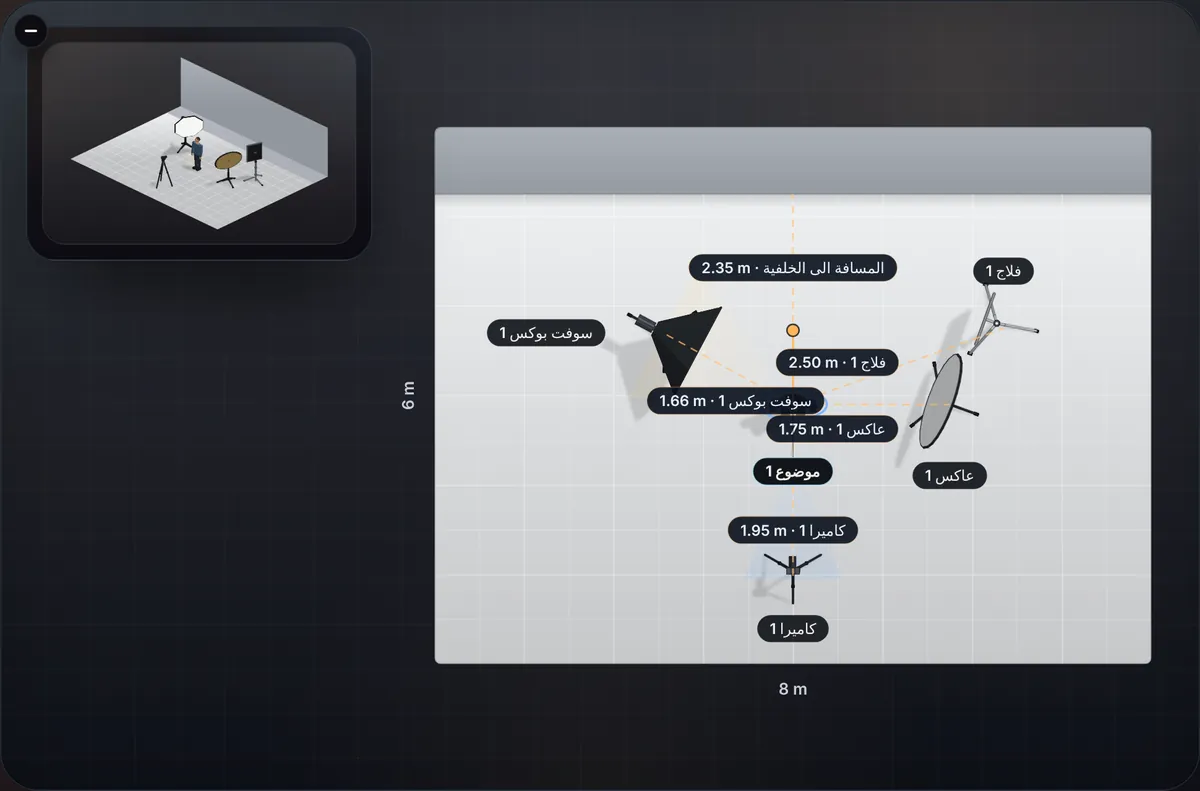 المسافة الى الخلفية · 2.35 m
فلاج 1
سوفت بوكس 1
فلاج 1 · 2.50 m
سوفت بوكس 1 · 1.66 m
عاكس 1 · 1.75 m
موضوع 1
عاكس 1
كاميرا 1 · 1.95 m
كاميرا 1
6 m
8 m